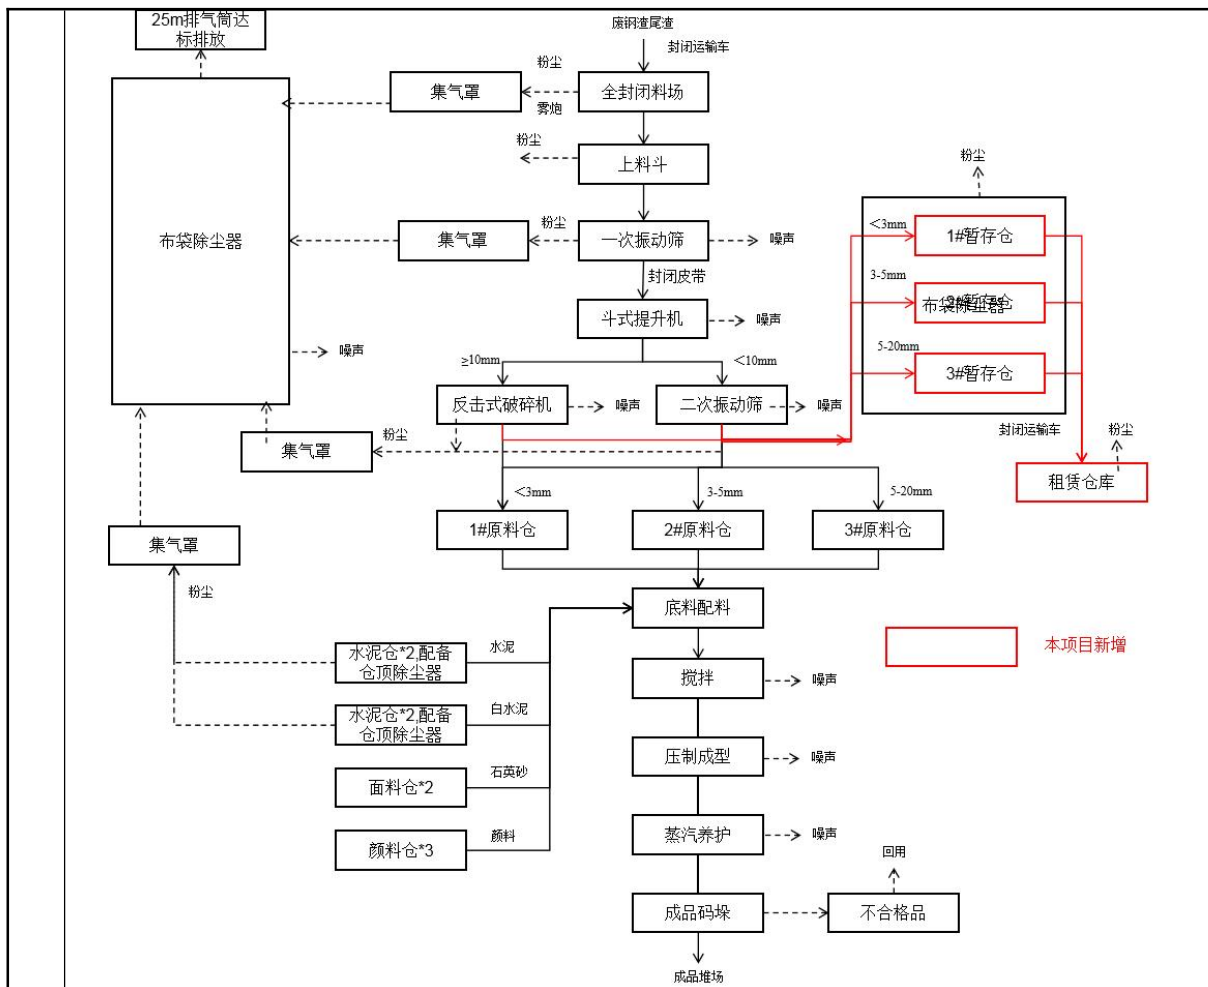 25m排气筒达
标排放
废钢渣尾渣
封闭运输车
粉尘
集气罩
雾炮
全封闭料场
粉尘
上料斗
粉尘
布袋除尘器
集气罩
粉尘
一次振动筛
噪声
<3mm
1#暂存仓
封闭皮带
3-5mm
2#暂存仓
布袋除尘器
斗式提升机
噪声
噪声
≥10mm
<10mm
5-20mm
3#暂存仓
反击式破碎机
噪声
二次振动筛
噪声
封闭运输车
粉尘
集气罩
粉尘
租赁仓库
<3mm
3-5mm
5-20mm
1#原料仓
2#原料仓
3#原料仓
集气罩
粉尘
底料配料
水泥仓*2,配备
仓顶除尘器
水泥
本项目新增
搅拌
噪声
水泥仓*2,配备
仓顶除尘器
白水泥
压制成型
噪声
面料仓*2
石英砂
颜料仓*3
颜料
蒸汽养护
噪声
回用
成品码垛
不合格品
成品堆场